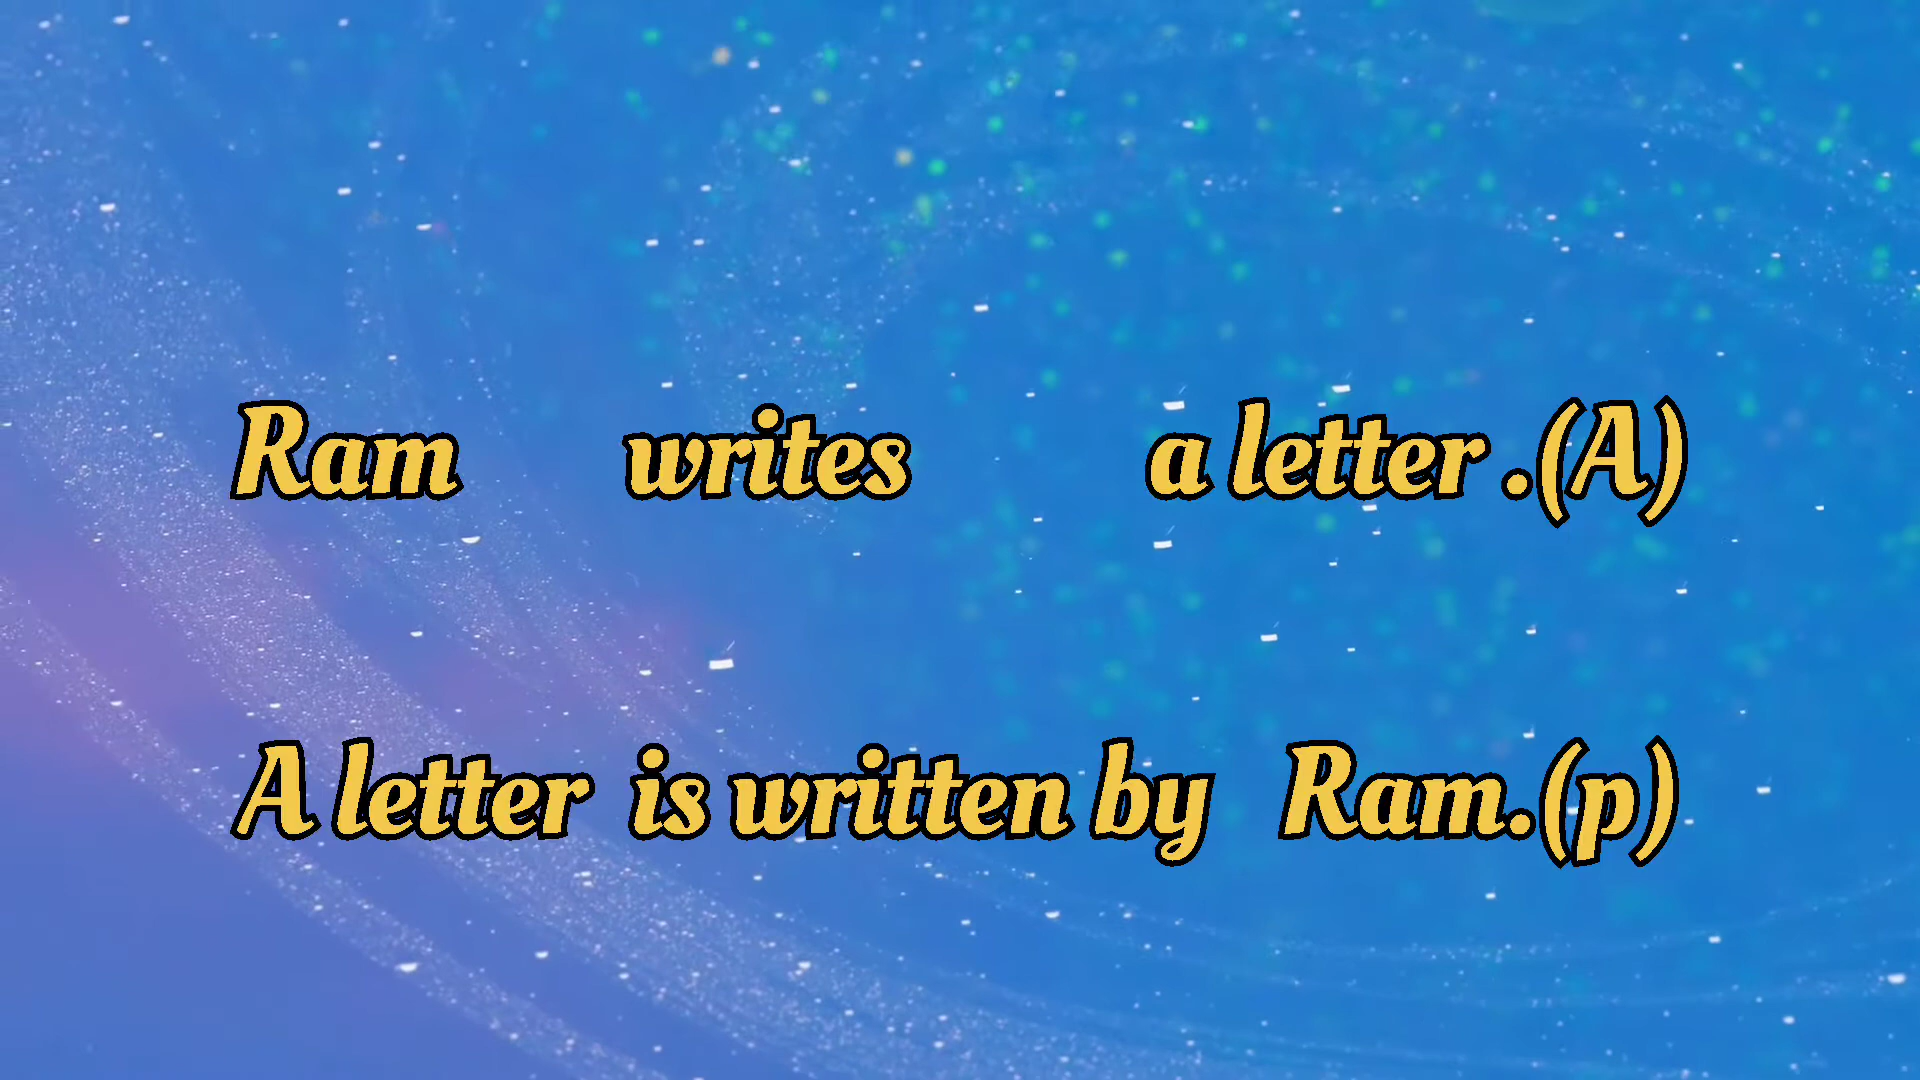 Ram writes a letter .(A)
A letter is written by Ram.(p)